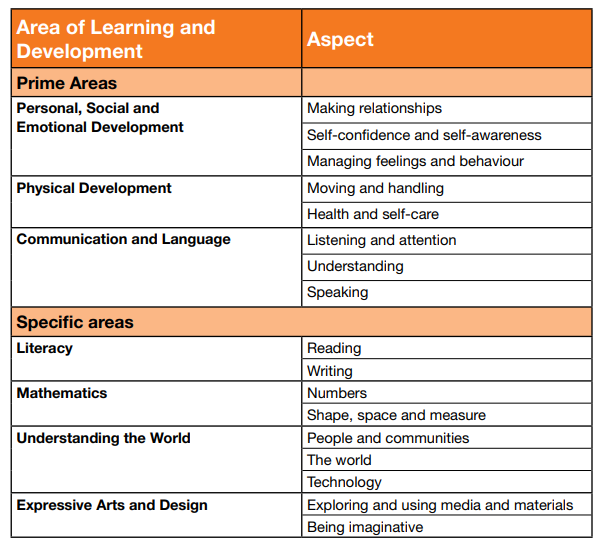 Area of Learning and
Development
Aspect
Prime Areas
Personal, Social and
Emotional Development
Making relationships
Self-confidence and self-awareness
Managing feelings and behaviour
Physical Development
Moving and handling
Health and self-care
Communication and Language
Listening and attention
Understanding
Speaking
Specific areas
Literacy
Reading
Writing
Mathematics
Numbers
Shape, space and measure
Understanding the World
People and communities
The world
Technology
Expressive Arts and Design
Exploring and using media and materials
Being imaginative